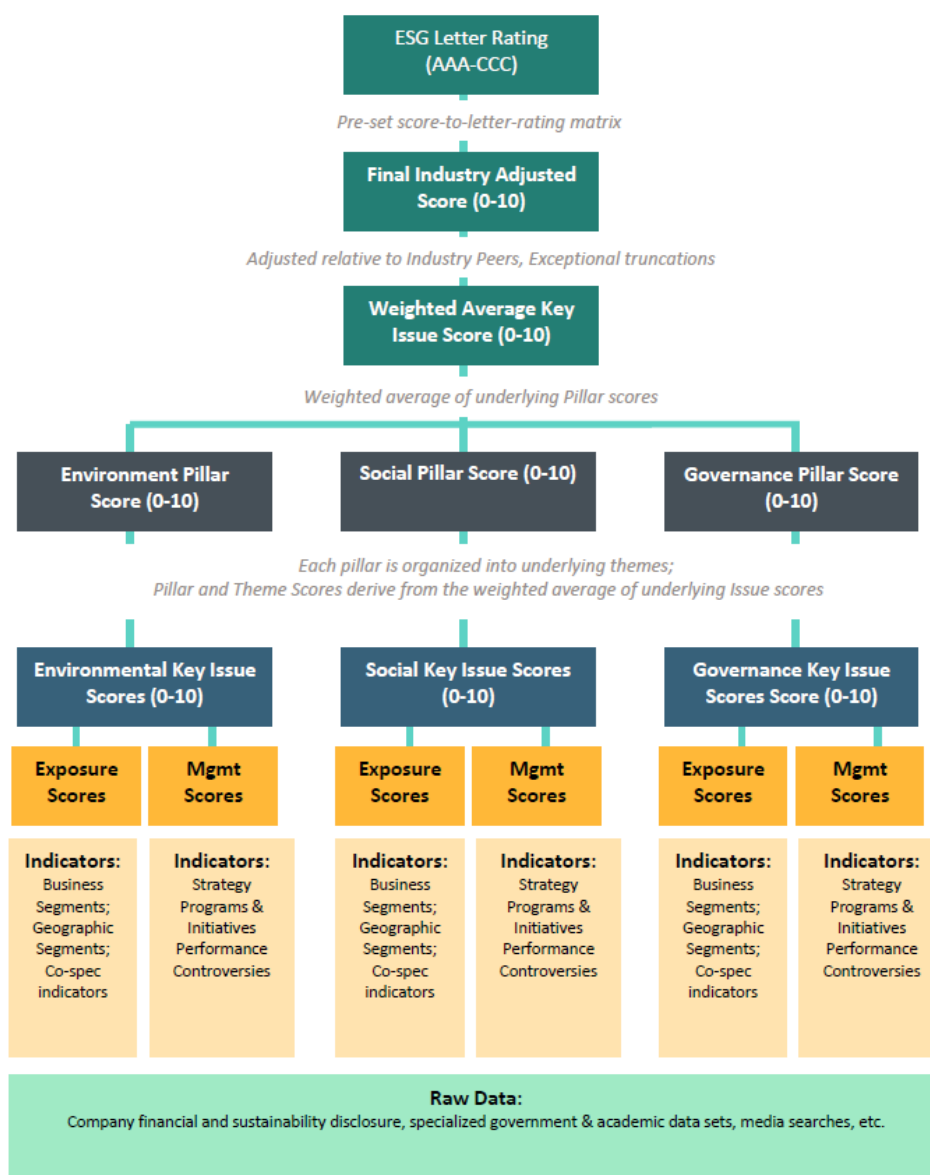 ESG Letter Rating
(AAA-CCC)
Pre-set score-to-letter-rating matrix
Final Industry Adjusted
Score (0-10)
Adjusted relative to Industry Peers, Exceptional truncations
Weighted Average Key
Issue Score (0-10)
Weighted average of underlying Pillar scores
Environment Pillar
Score (0-10)
Social Pillar Score (0-10)
Governance Pillar Score
(0-10)
Each pillar is organized into underlying themes;
Pillar and Theme Scores derive from the weighted average of underlying Issue scores
Environmental Key Issue
Scores (0-10)
Social Key Issue Scores
(0-10)
Governance Key Issue
Scores Score (0-10)
Exposure
Scores
Mgmt
Scores
Exposure
Scores
Mgmt
Scores
Exposure
Scores
Mgmt
Scores
Indicators:
Business
Segments;
Geographic
Segments;
Co-spec
indicators
Indicators:
Strategy
Programs &
Initiatives
Performance
Controversies
Indicators:
Business
Segments;
Geographic
Segments;
Co-spec
indicators
Indicators:
Strategy
Programs &
Initiatives
Performance
Controversies
Indicators:
Business
Segments;
Geographic
Segments;
Co-spec
indicators
Indicators:
Strategy
Programs &
Initiatives
Performance
Controversies
Raw Data:
Company financial and sustainability disclosure, specialized government & academic data sets, media searches, etc.